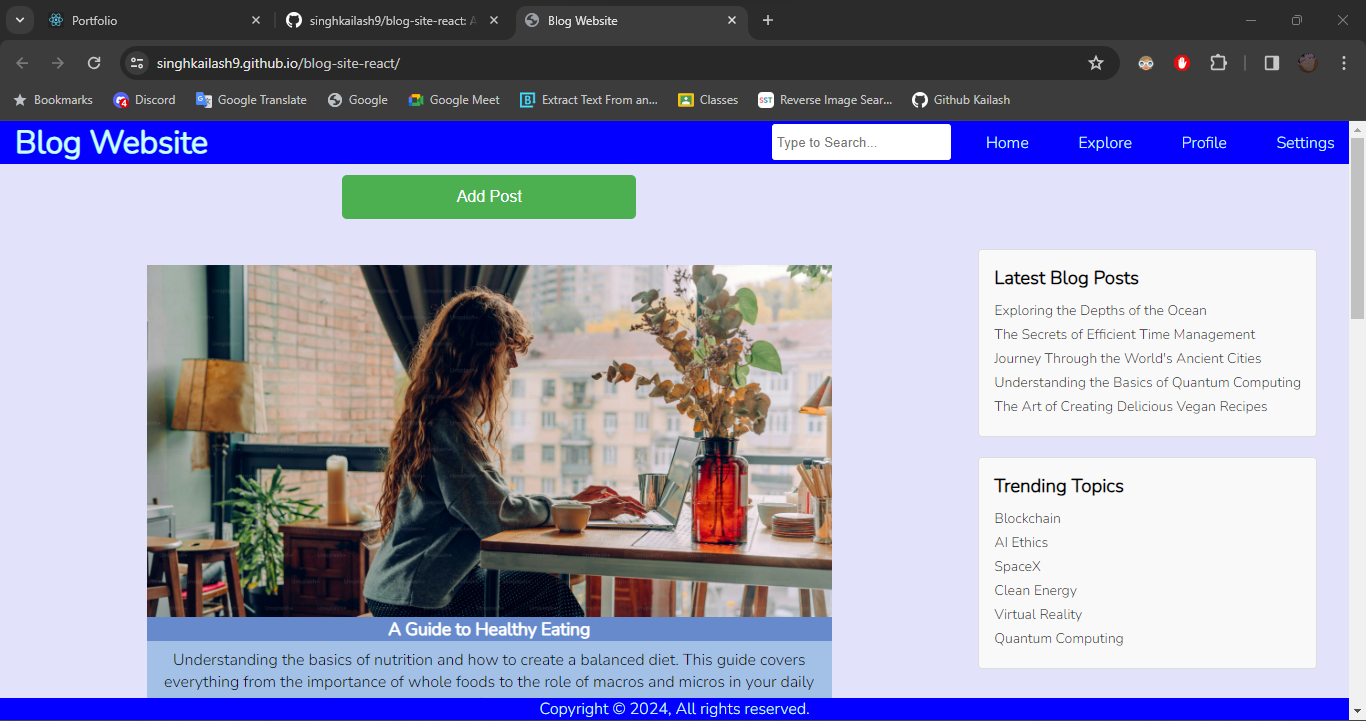 Portfolio
singhkailash9/blog-site-react: A
Blog Website
singhkailash9.github.io/blog-site-react/
Bookmarks
Discord
Google Translate
Google
Google Meet
Extract Text From an...
Classes
SST
Reverse Image Sear...
Github Kailash
Blog Website
Type to Search...
Home
Explore
Profile
Settings
Add Post
A Guide to Healthy Eating
Understanding the basics of nutrition and how to create a balanced diet. This guide covers
everything from the importance of whole foods to the role of macros and micros in your daily
Latest Blog Posts
Exploring the Depths of the Ocean
The Secrets of Efficient Time Management
Journey Through the World's Ancient Cities
Understanding the Basics of Quantum Computing
The Art of Creating Delicious Vegan Recipes
Trending Topics
Blockchain
AI Ethics
SpaceX
Clean Energy
Virtual Reality
Quantum Computing
Copyright © 2024, All rights reserved.